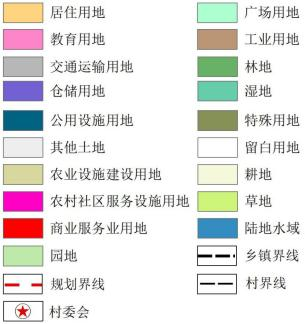 居住用地
广场用地
教育用地
工业用地
交通运输用地
林地
仓储用地
湿地
公用设施用地
特殊用地
其他土地
留白用地
农业设施建设用地
耕地
农村社区服务设施用地
草地
商业服务业用地
陆地水域
园地
乡镇界线
规划界线
村界线
村委会